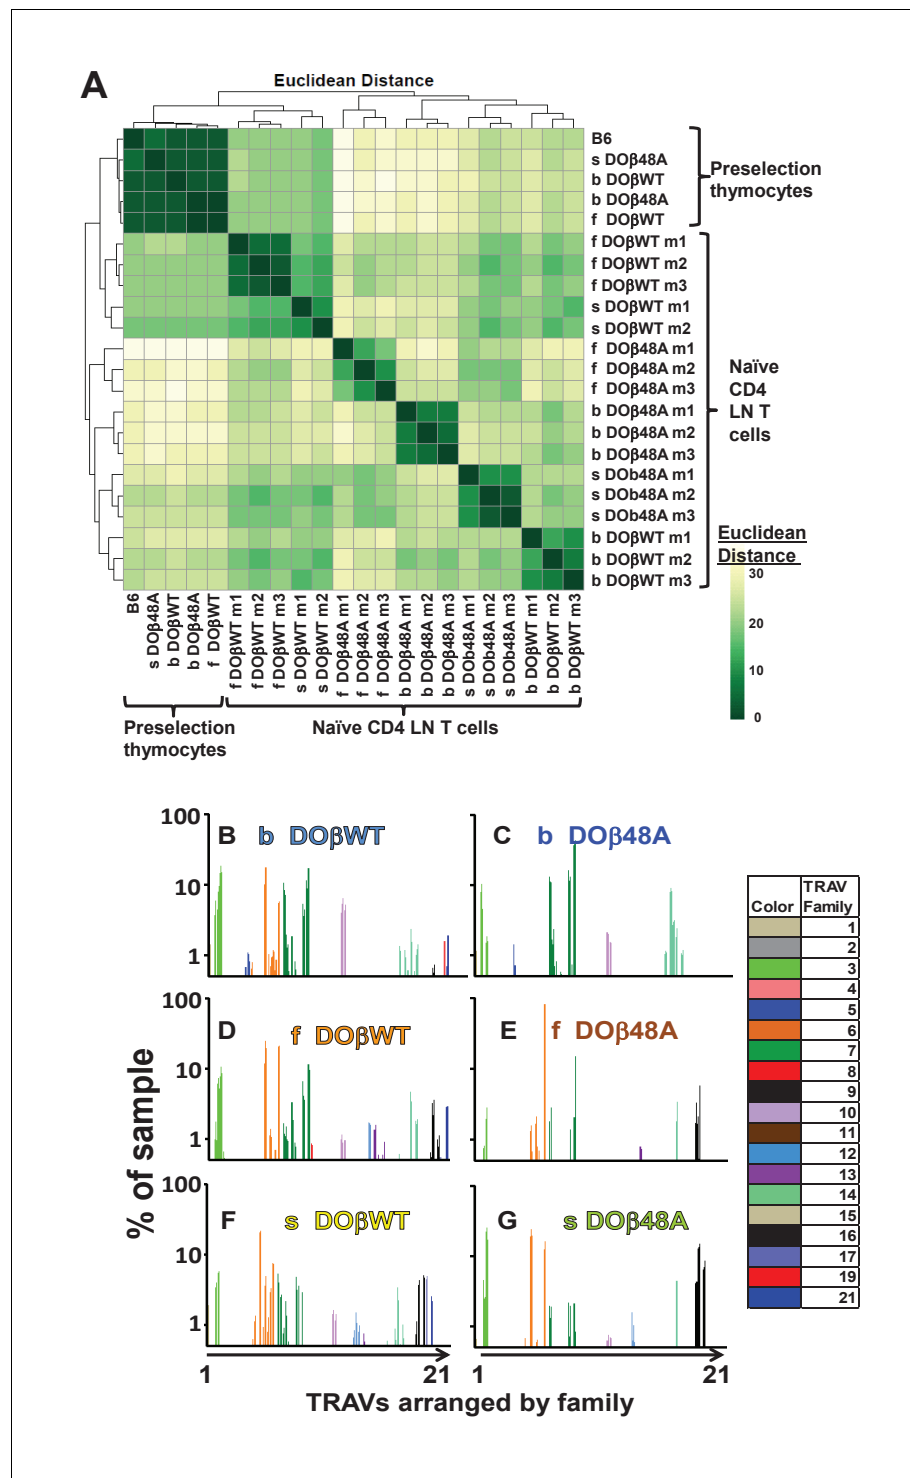 A
Euclidean Distance
B6
s DOβ48A
b DOβWT
b DOβ48A
f DOβWT
f DOβWT m1
f DOβWT m2
f DOβWT m3
s DOβWT m1
s DOβWT m2
f DOβ48A m1
f DOβ48A m2
f DOβ48A m3
b DOβ48A m1
b DOβ48A m2
b DOβ48A m3
s DOb48A m1
s DOb48A m2
s DOb48A m3
b DOβWT m1
b DOβWT m2
b DOβWT m3
Preselection
thymocytes
Naïve
CD4
LN T
cells
Euclidean
Distance
30
20
10
0
B6
s DOβ48A
b DOβWT
b DOβ48A
f DOβWT
f DOβWT m1
f DOβWT m2
f DOβWT m3
s DOβWT m1
s DOβWT m2
f DOβ48A m1
f DOβ48A m2
f DOβ48A m3
b DOβ48A m1
b DOβ48A m2
b DOβ48A m3
s DOb48A m1
s DOb48A m2
s DOb48A m3
b DOβWT m1
b DOβWT m2
b DOβWT m3
Preselection
thymocytes
Naïve CD4 LN T cells
% of sample
100
10
1
B b DOβWT
C b DOβ48A
100
10
1
D f DOβWT
E f DOβ48A
100
10
1
F s DOβWT
G s DOβ48A
1 21
1 21
TRAVs arranged by family
Color TRAV Family
1
2
3
4
5
6
7
8
9
10
11
12
13
14
15
16
17
19
21